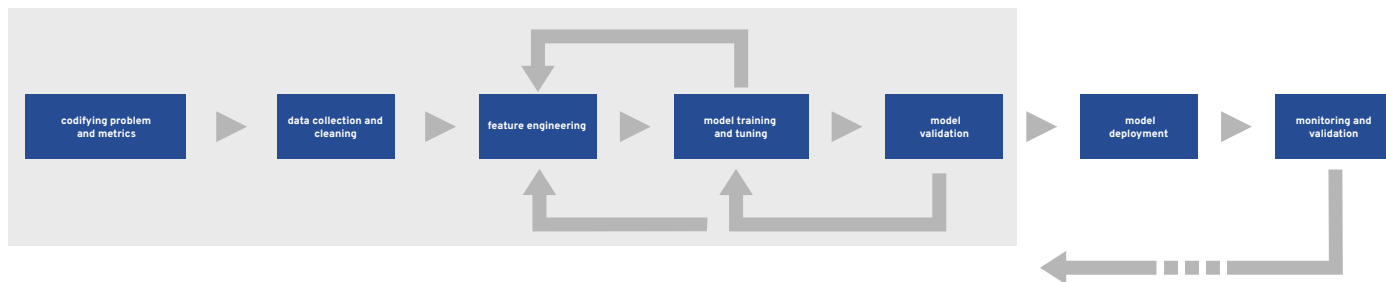 codifying problem
and metrics
data collection and
cleaning
feature engineering
model training
and tuning
model
validation
model
deployment
monitoring and
validation